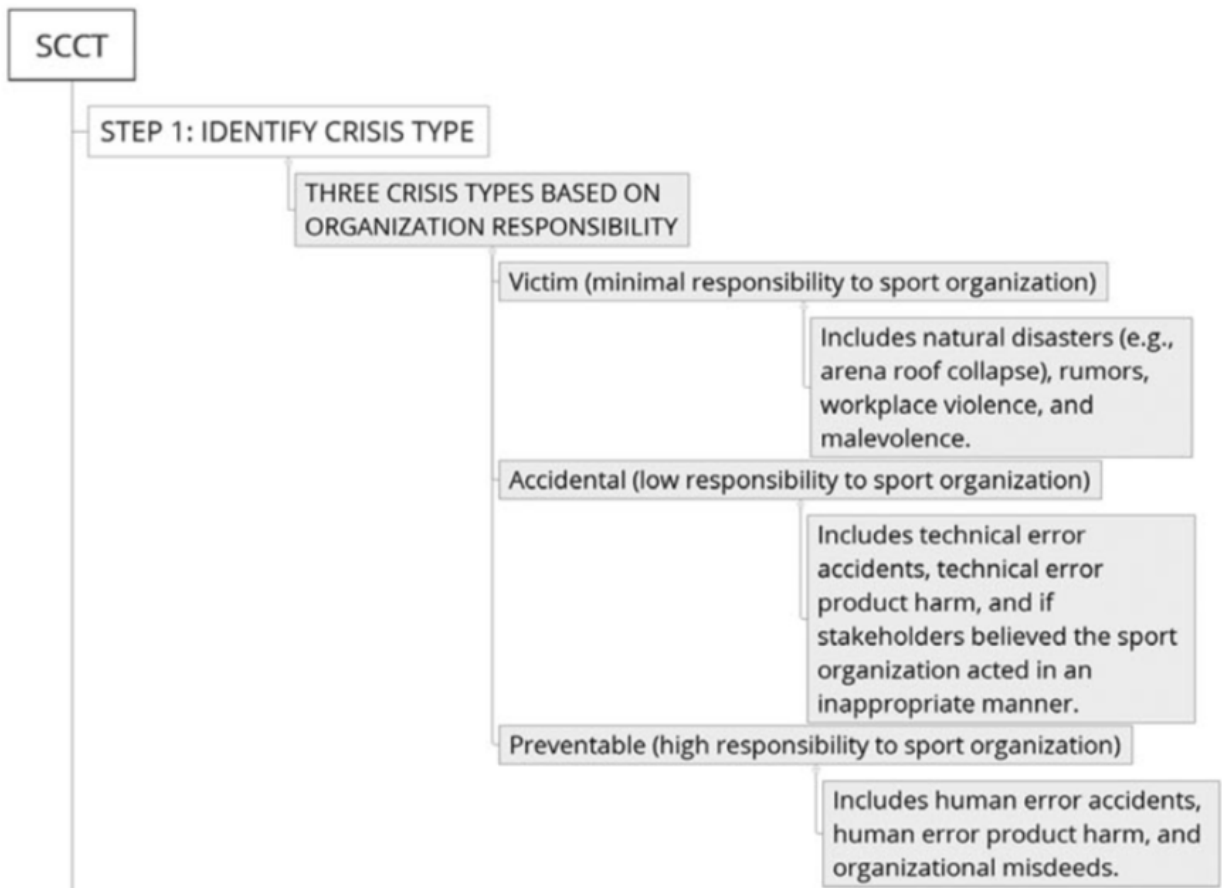 SCCT
STEP 1: IDENTIFY CRISIS TYPE
THREE CRISIS TYPES BASED ON
ORGANIZATION RESPONSIBILITY
Victim (minimal responsibility to sport organization)
Includes natural disasters (e.g.,
arena roof collapse), rumors,
workplace violence, and
malevolence.
Accidental (low responsibility to sport organization)
Includes technical error
accidents, technical error
product harm, and if
stakeholders believed the sport
organization acted in an
inappropriate manner.
Preventable (high responsibility to sport organization)
Includes human error accidents,
human error product harm, and
organizational misdeeds.